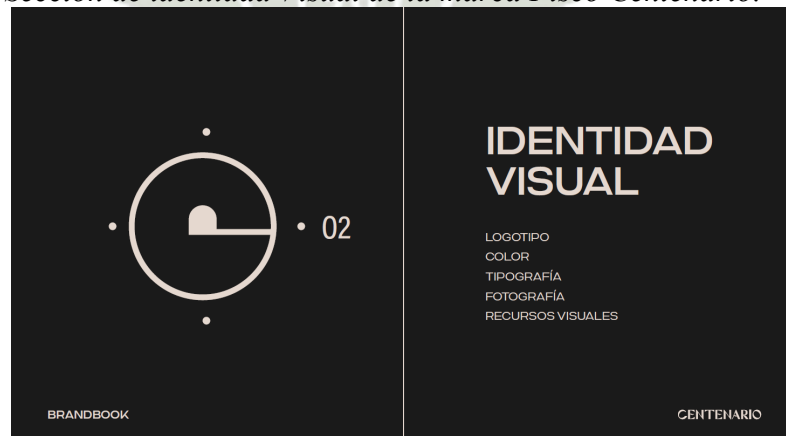 Sección de Identidad Visual de la marca Pisco Centenario.
02
BRANDBOOK
IDENTIDAD
VISUAL
LOGOTIPO
COLOR
TIPOGRAFÍA
FOTOGRAFÍA
RECURSOS VISUALES
CENTENARIO